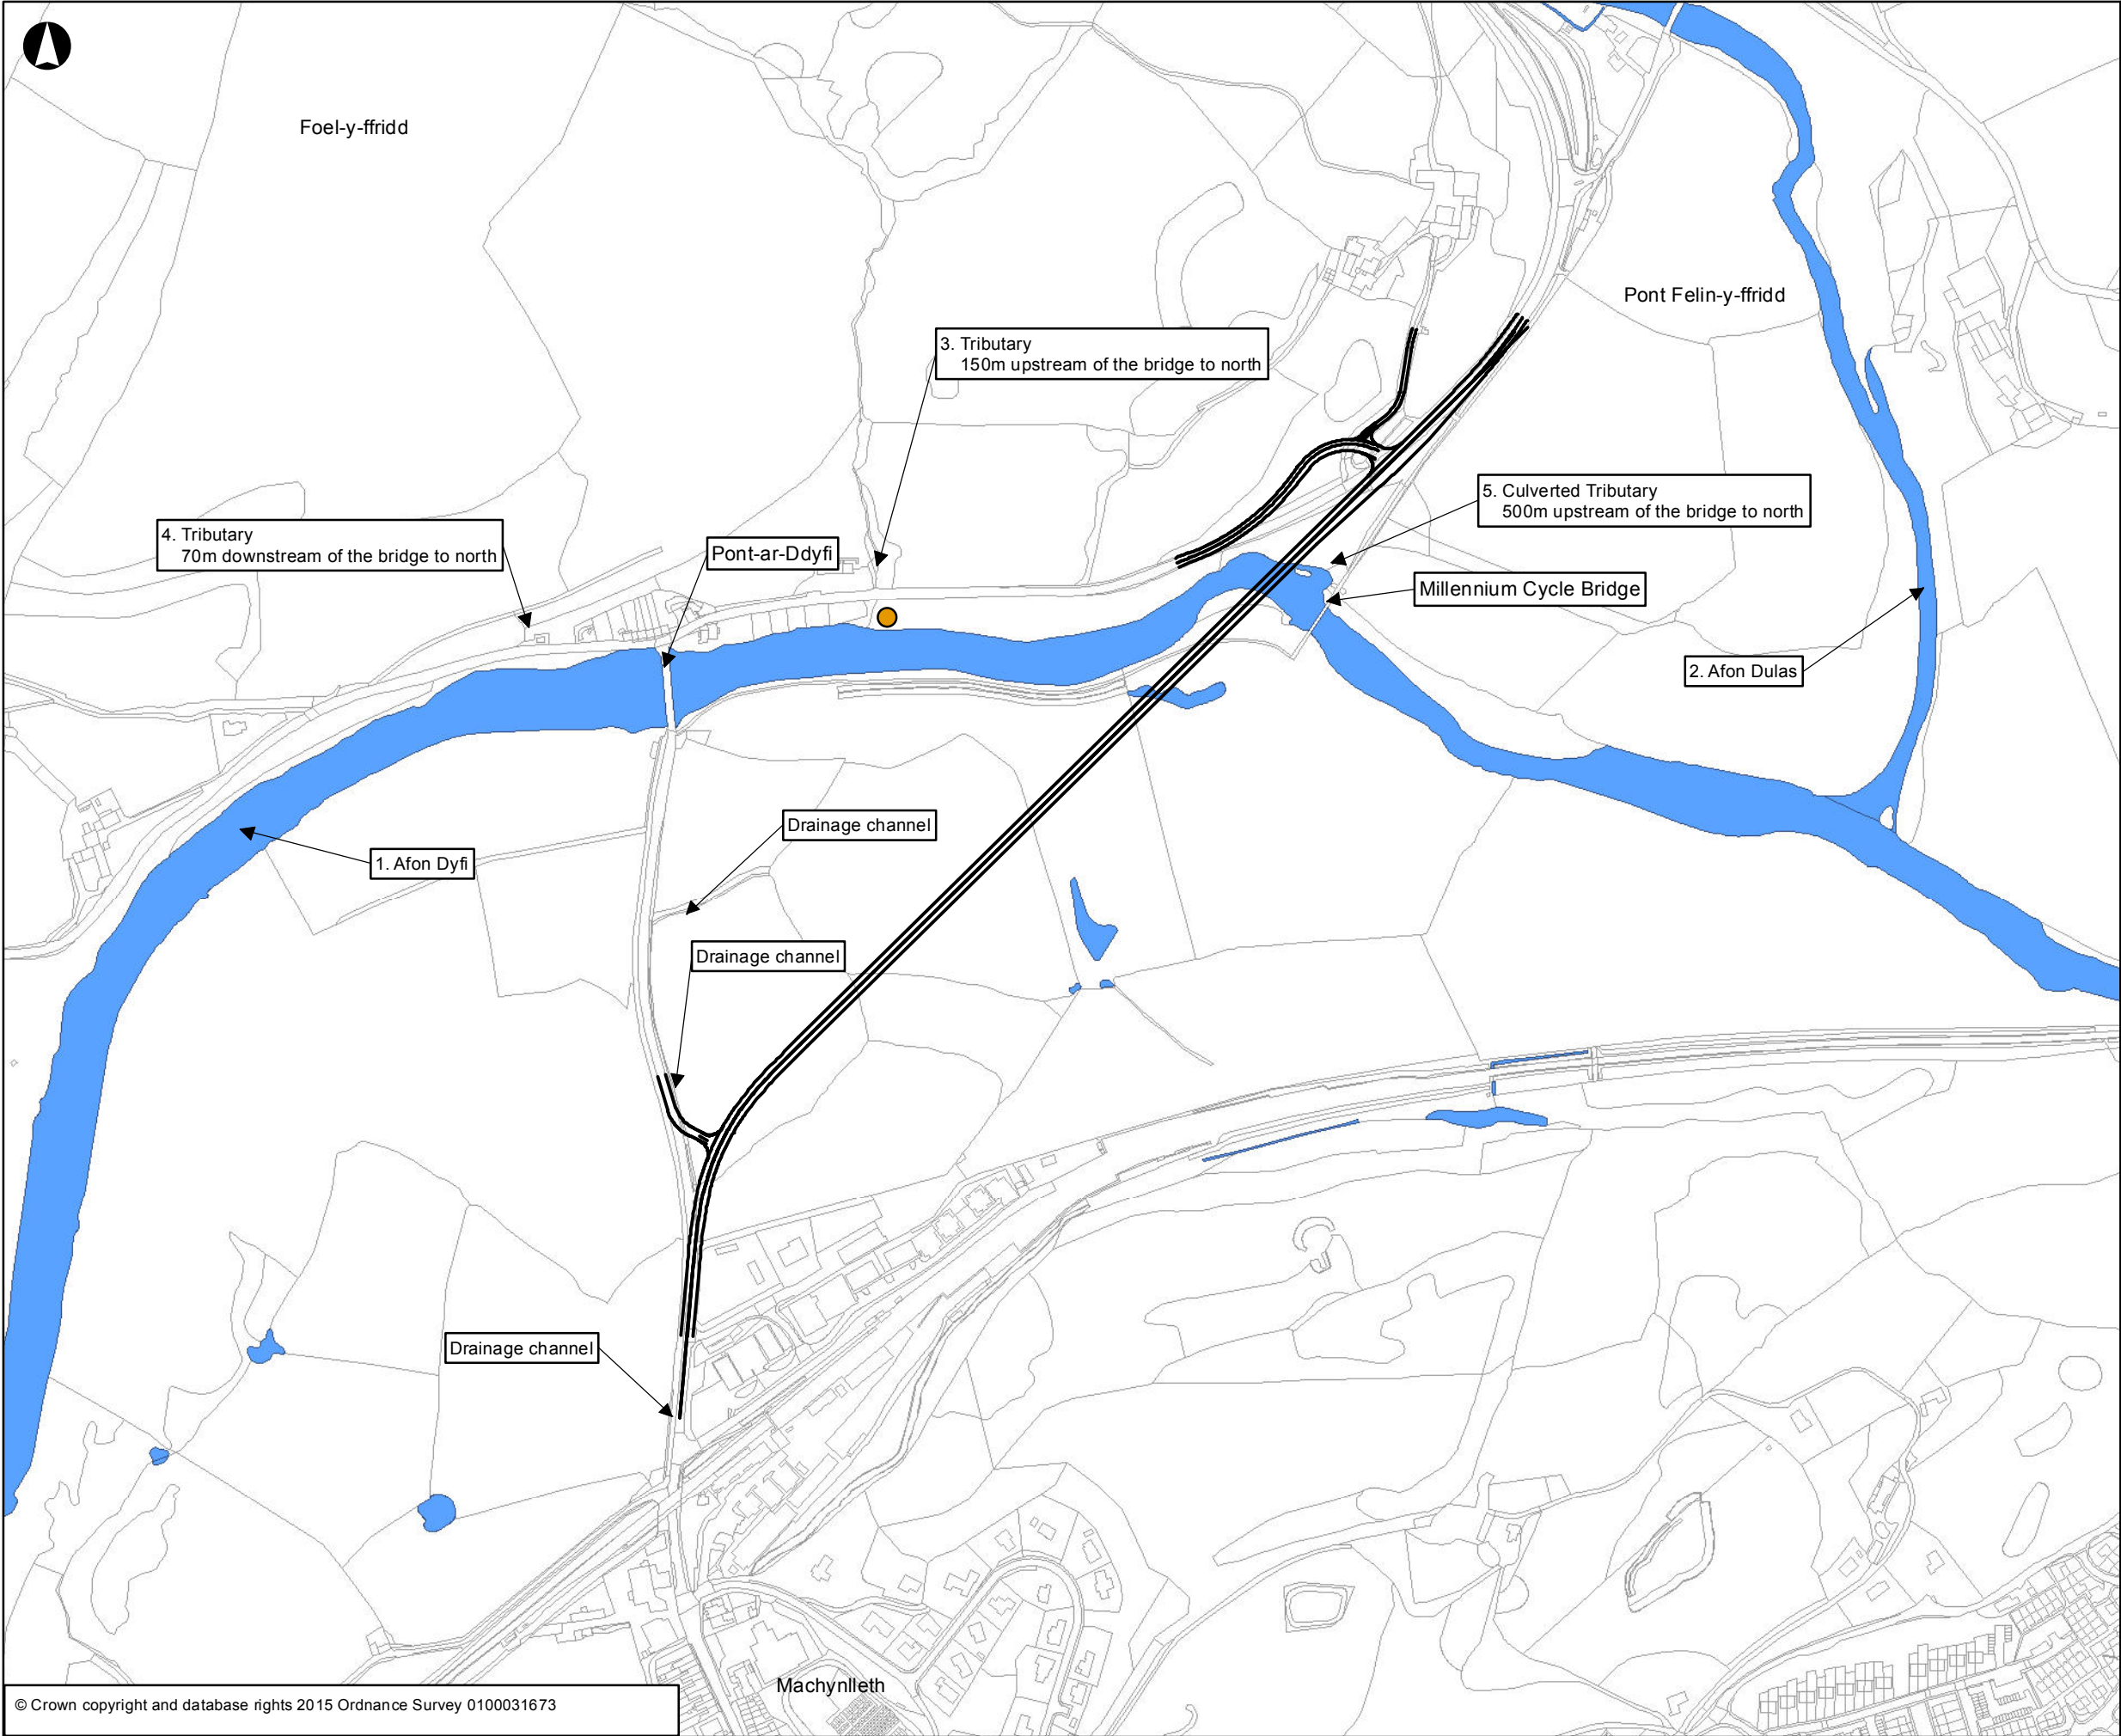 Foel-y-ffridd
Pont Felin-y-ffridd
3. Tributary
150m upstream of the bridge to north
5. Culverted Tributary
500m upstream of the bridge to north
4. Tributary
70m downstream of the bridge to north
Pont-ar-Ddyfi
Millennium Cycle Bridge
2. Afon Dulas
Drainage channel
1. Afon Dyfi
Drainage channel
Drainage channel
Machynlleth
© Crown copyright and database rights 2015 Ordnance Survey 0100031673